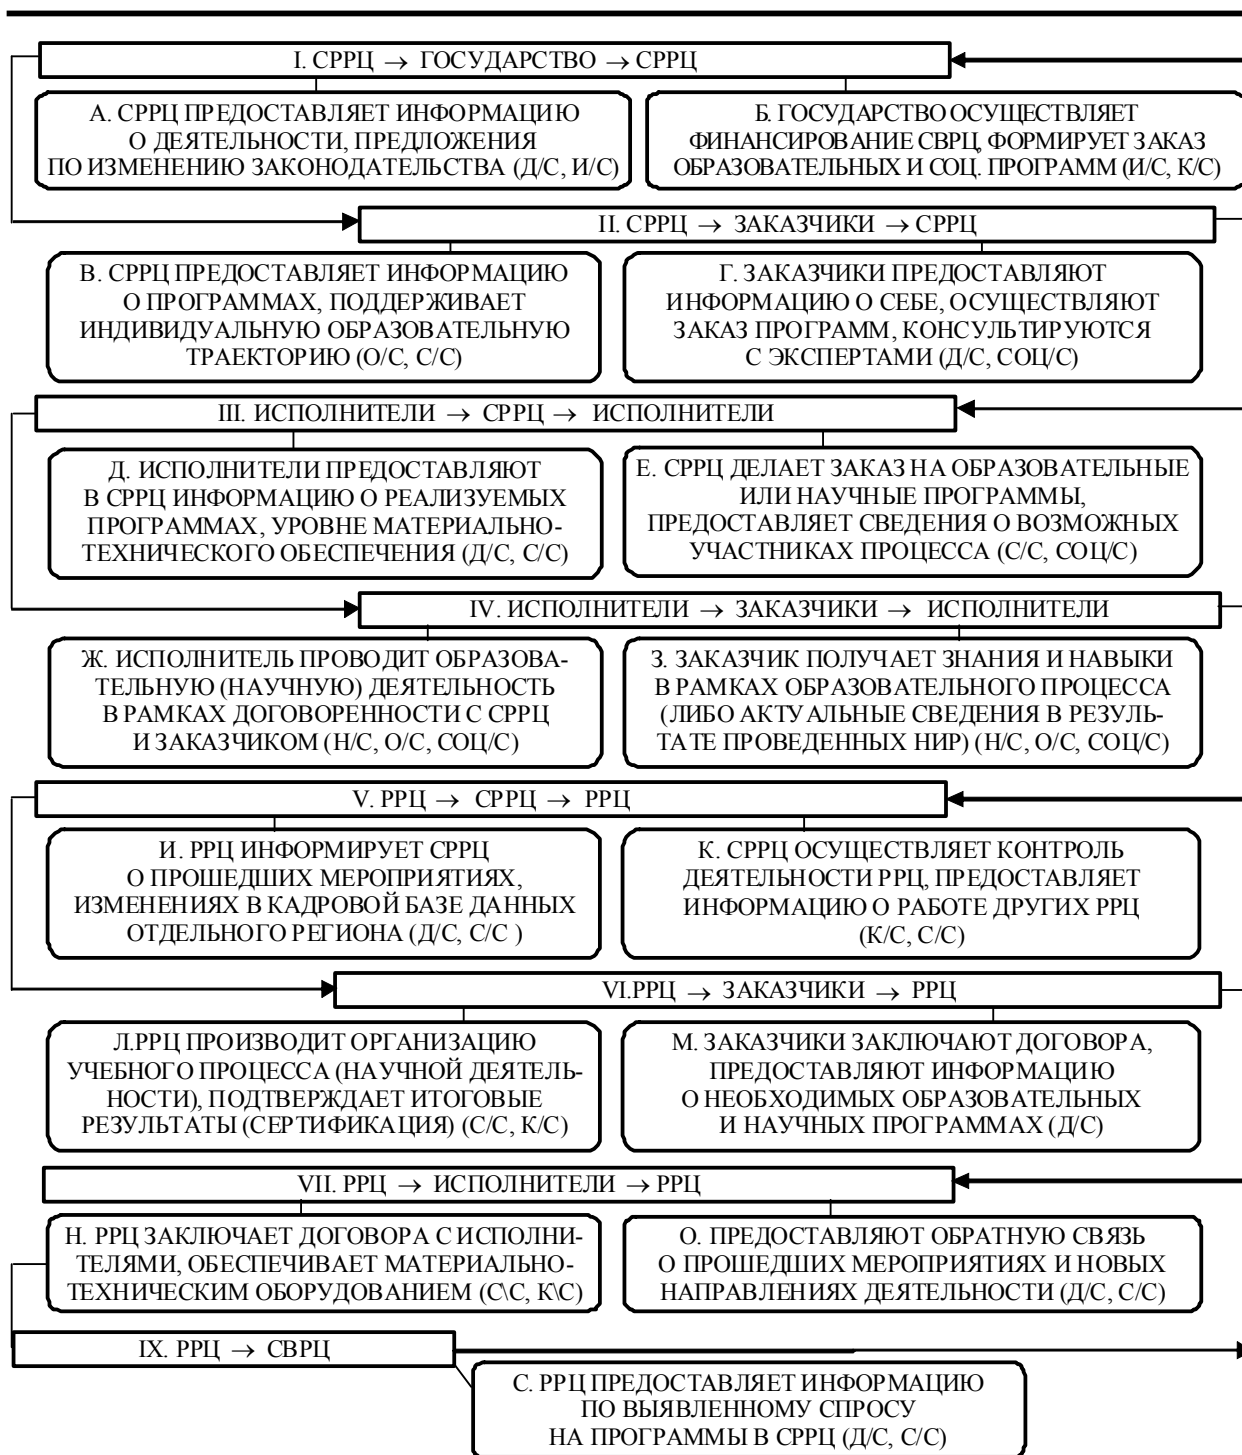 I. СРРЦ → ГОСУДАРСТВО → СРРЦ
А. СРРЦ ПРЕДОСТАВЛЯЕТ ИНФОРМАЦИЮ
О ДЕЯТЕЛЬНОСТИ, ПРЕДЛОЖЕНИЯ
ПО ИЗМЕНЕНИЮ ЗАКОНОДАТЕЛЬСТВА (Д/С, И/С)
Б. ГОСУДАРСТВО ОСУЩЕСТВЛЯЕТ
ФИНАНСИРОВАНИЕ СВРЦ, ФОРМИРУЕТ ЗАКАЗ
ОБРАЗОВАТЕЛЬНЫХ И СОЦ. ПРОГРАММ (И/С, К/С)
II. СРРЦ → ЗАКАЗЧИКИ → СРРЦ
В. СРРЦ ПРЕДОСТАВЛЯЕТ ИНФОРМАЦИЮ
О ПРОГРАММАХ, ПОДДЕРЖИВАЕТ
ИНДИВИДУАЛЬНУЮ ОБРАЗОВАТЕЛЬНУЮ
ТРАЕКТОРИЮ (О/С, С/С)
Г. ЗАКАЗЧИКИ ПРЕДОСТАВЛЯЮТ
ИНФОРМАЦИЮ О СЕБЕ, ОСУЩЕСТВЛЯЮТ
ЗАКАЗ ПРОГРАММ, КОНСУЛЬТИРУЮТСЯ
С ЭКСПЕРТАМИ (Д/С, СОЦ/С)
III. ИСПОЛНИТЕЛИ → СРРЦ → ИСПОЛНИТЕЛИ
Д. ИСПОЛНИТЕЛИ ПРЕДОСТАВЛЯЮТ
В СРРЦ ИНФОРМАЦИЮ О РЕАЛИЗУЕМЫХ
ПРОГРАММАХ, УРОВНЕ МАТЕРИАЛЬНО-
ТЕХНИЧЕСКОГО ОБЕСПЕЧЕНИЯ (Д/С, С/С)
Е. СРРЦ ДЕЛАЕТ ЗАКАЗ НА ОБРАЗОВАТЕЛЬНЫЕ
ИЛИ НАУЧНЫЕ ПРОГРАММЫ,
ПРЕДОСТАВЛЯЕТ СВЕДЕНИЯ О ВОЗМОЖНЫХ
УЧАСТНИКАХ ПРОЦЕССА (С/С, СОЦ/С)
IV. ИСПОЛНИТЕЛИ → ЗАКАЗЧИКИ → ИСПОЛНИТЕЛИ
Ж. ИСПОЛНИТЕЛЬ ПРОВОДИТ ОБРАЗОВА-
ТЕЛЬНУЮ (НАУЧНУЮ) ДЕЯТЕЛЬНОСТЬ
В РАМКАХ ДОГОВОРЕННОСТИ С СРРЦ
И ЗАКАЗЧИКОМ (Н/С, О/С, СОЦ/С)
З. ЗАКАЗЧИК ПОЛУЧАЕТ ЗНАНИЯ И НАВЫКИ
В РАМКАХ ОБРАЗОВАТЕЛЬНОГО ПРОЦЕССА
(ЛИБО АКТУАЛЬНЫЕ СВЕДЕНИЯ В РЕЗУЛЬ-
ТАТЕ ПРОВЕДЕННЫХ НИР) (Н/С, О/С, СОЦ/С)
V. РРЦ → СРРЦ → РРЦ
И. РРЦ ИНФОРМИРУЕТ СРРЦ
О ПРОШЕДШИХ МЕРОПРИЯТИЯХ,
ИЗМЕНЕНИЯХ В КАДРОВОЙ БАЗЕ ДАННЫХ
ОТДЕЛЬНОГО РЕГИОНА (Д/С, С/С )
К. СРРЦ ОСУЩЕСТВЛЯЕТ КОНТРОЛЬ
ДЕЯТЕЛЬНОСТИ РРЦ, ПРЕДОСТАВЛЯЕТ
ИНФОРМАЦИЮ О РАБОТЕ ДРУГИХ РРЦ
(К/С, С/С)
VI.РРЦ → ЗАКАЗЧИКИ → РРЦ
Л.РРЦ ПРОИЗВОДИТ ОРГАНИЗАЦИЮ
УЧЕБНОГО ПРОЦЕССА (НАУЧНОЙ ДЕЯТЕЛЬ-
НОСТИ), ПОДТВЕРЖДАЕТ ИТОГОВЫЕ
РЕЗУЛЬТАТЫ (СЕРТИФИКАЦИЯ) (С/С, К/С)
М. ЗАКАЗЧИКИ ЗАКЛЮЧАЮТ ДОГОВОРА,
ПРЕДОСТАВЛЯЮТ ИНФОРМАЦИЮ
О НЕОБХОДИМЫХ ОБРАЗОВАТЕЛЬНЫХ
И НАУЧНЫХ ПРОГРАММАХ (Д/С)
VII. РРЦ → ИСПОЛНИТЕЛИ → РРЦ
Н. РРЦ ЗАКЛЮЧАЕТ ДОГОВОРА С ИСПОЛНИ-
ТЕЛЯМИ, ОБЕСПЕЧИВАЕТ МАТЕРИАЛЬНО-
ТЕХНИЧЕСКИМ ОБОРУДОВАНИЕМ (С\С, К\С)
О. ПРЕДОСТАВЛЯЮТ ОБРАТНУЮ СВЯЗЬ
О ПРОШЕДШИХ МЕРОПРИЯТИЯХ И НОВЫХ
НАПРАВЛЕНИЯХ ДЕЯТЕЛЬНОСТИ (Д/С, С/С)
IX. РРЦ → СВРЦ
С. РРЦ ПРЕДОСТАВЛЯЕТ ИНФОРМАЦИЮ
ПО ВЫЯВЛЕННОМУ СПРОСУ
НА ПРОГРАММЫ В СРРЦ (Д/С, С/С)